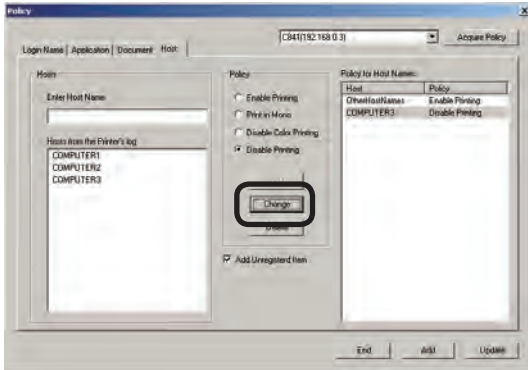 Policy
X
C841(192.168.0.3)
Acquire Policy
Login Name
Application
Document
Host
Hosts
Enter Host Name
Hosts from the Printer's log
COMPUTER1
COMPUTER2
COMPUTER3
Policy
Enable Printing
Print in Mono
Disable Color Printing
Disable Printing
Change
Delete
Add Unregisterd Item
Policy for Host Names:
Host Policy
OtherHostNames Enable Printing
COMPUTER3 Disable Printing
End
Add
Update